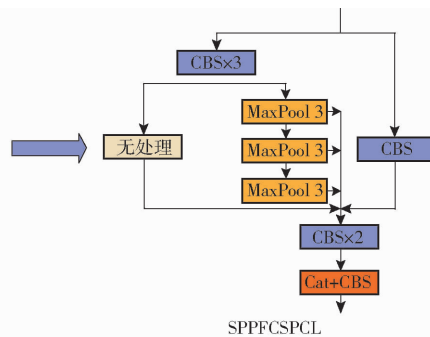 CBS×3
MaxPool 3
无处理
MaxPool 3
CBS
MaxPool 3
CBS×2
Cat+CBS
SPPFCSPCL